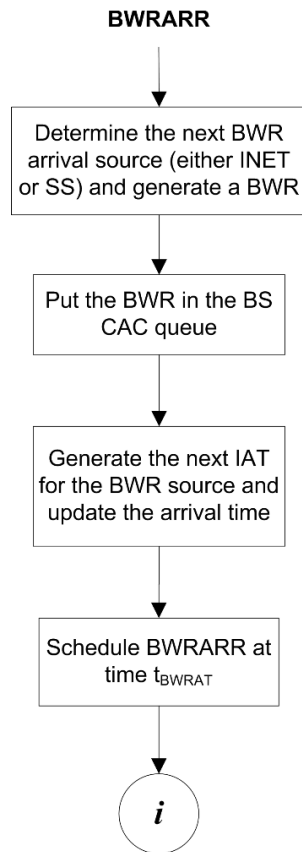 BWRARR
Determine the next BWR
arrival source (either INET
or SS) and generate a BWR
Put the BWR in the BS
CAC queue
Generate the next IAT
for the BWR source and
update the arrival time
Schedule BWRARR at
time t_BWRAT
i